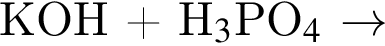 KOH + H₃PO₄ →